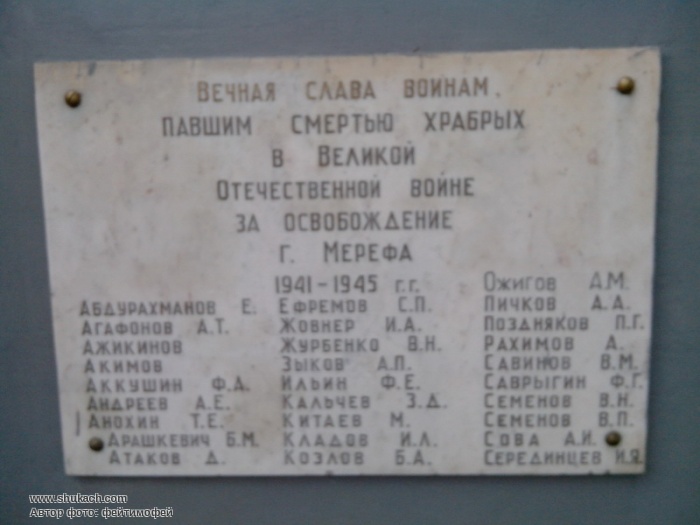 Вечная слава воинам,
павшим смертью храбрых
в Великой
Отечественной войне
за освобождение
г. Мерефа
1941-1945 г.г.
Абдурахманов Е.
Агафонов А.Т.
Ажикинов
Акимов
Аккушин Ф.Д.
Андреев А.Е.
Анохин Т.Е.
Арашкевич Б.М.
Атаков Д.
Ефремов С.П.
Жовнер И.А.
Журбенко В.Н.
Зыков А.П.
Ильин Ф.Е.
Кальчев З.Д.
Китаев М.
Кладов И.Л.
Козлов Б.А.
Ожигов Д.М.
Пичков А.А.
Поздняков П.Г.
Рахимов А.
Савинов В.М.
Саврыгин Ф.Г.
Семенов В.Н.
Семенов В.П.
Сова А.И.
Серединцев И.Я.
www.shukach.com
Автор фото: фейтимофей